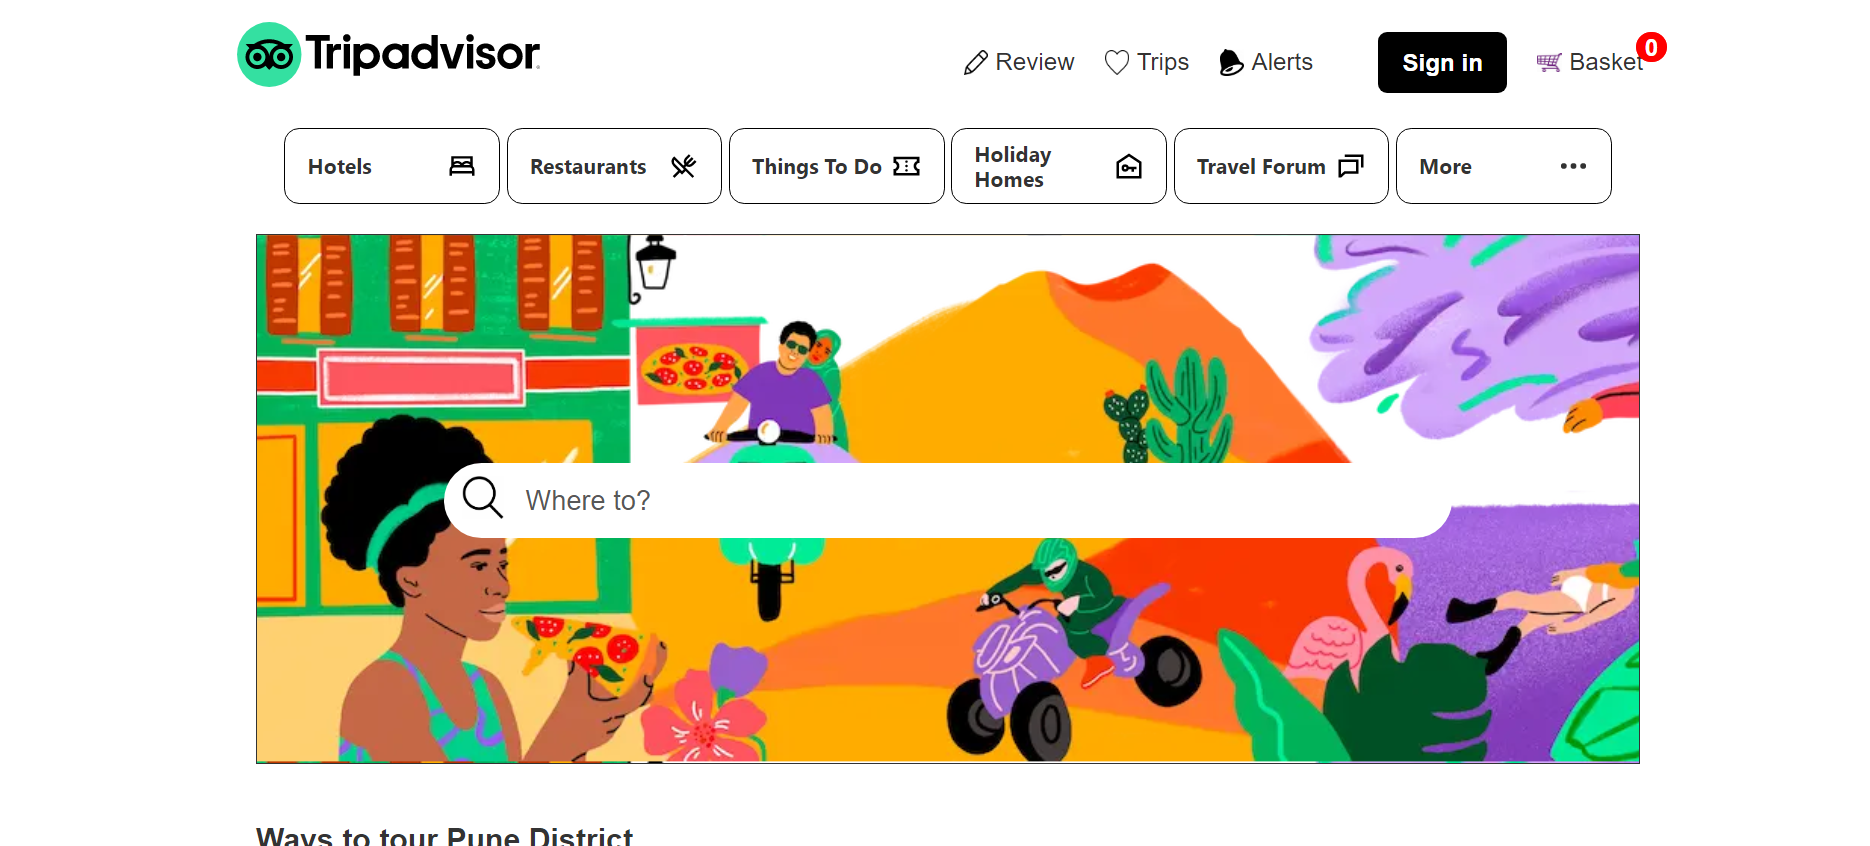 Tripadvisor
Review
Trips
Alerts
Sign in
Basket
0
Hotels
Restaurants
Things To Do
Holiday
Homes
Travel Forum
More
Where to?
Ways to tour Pune District